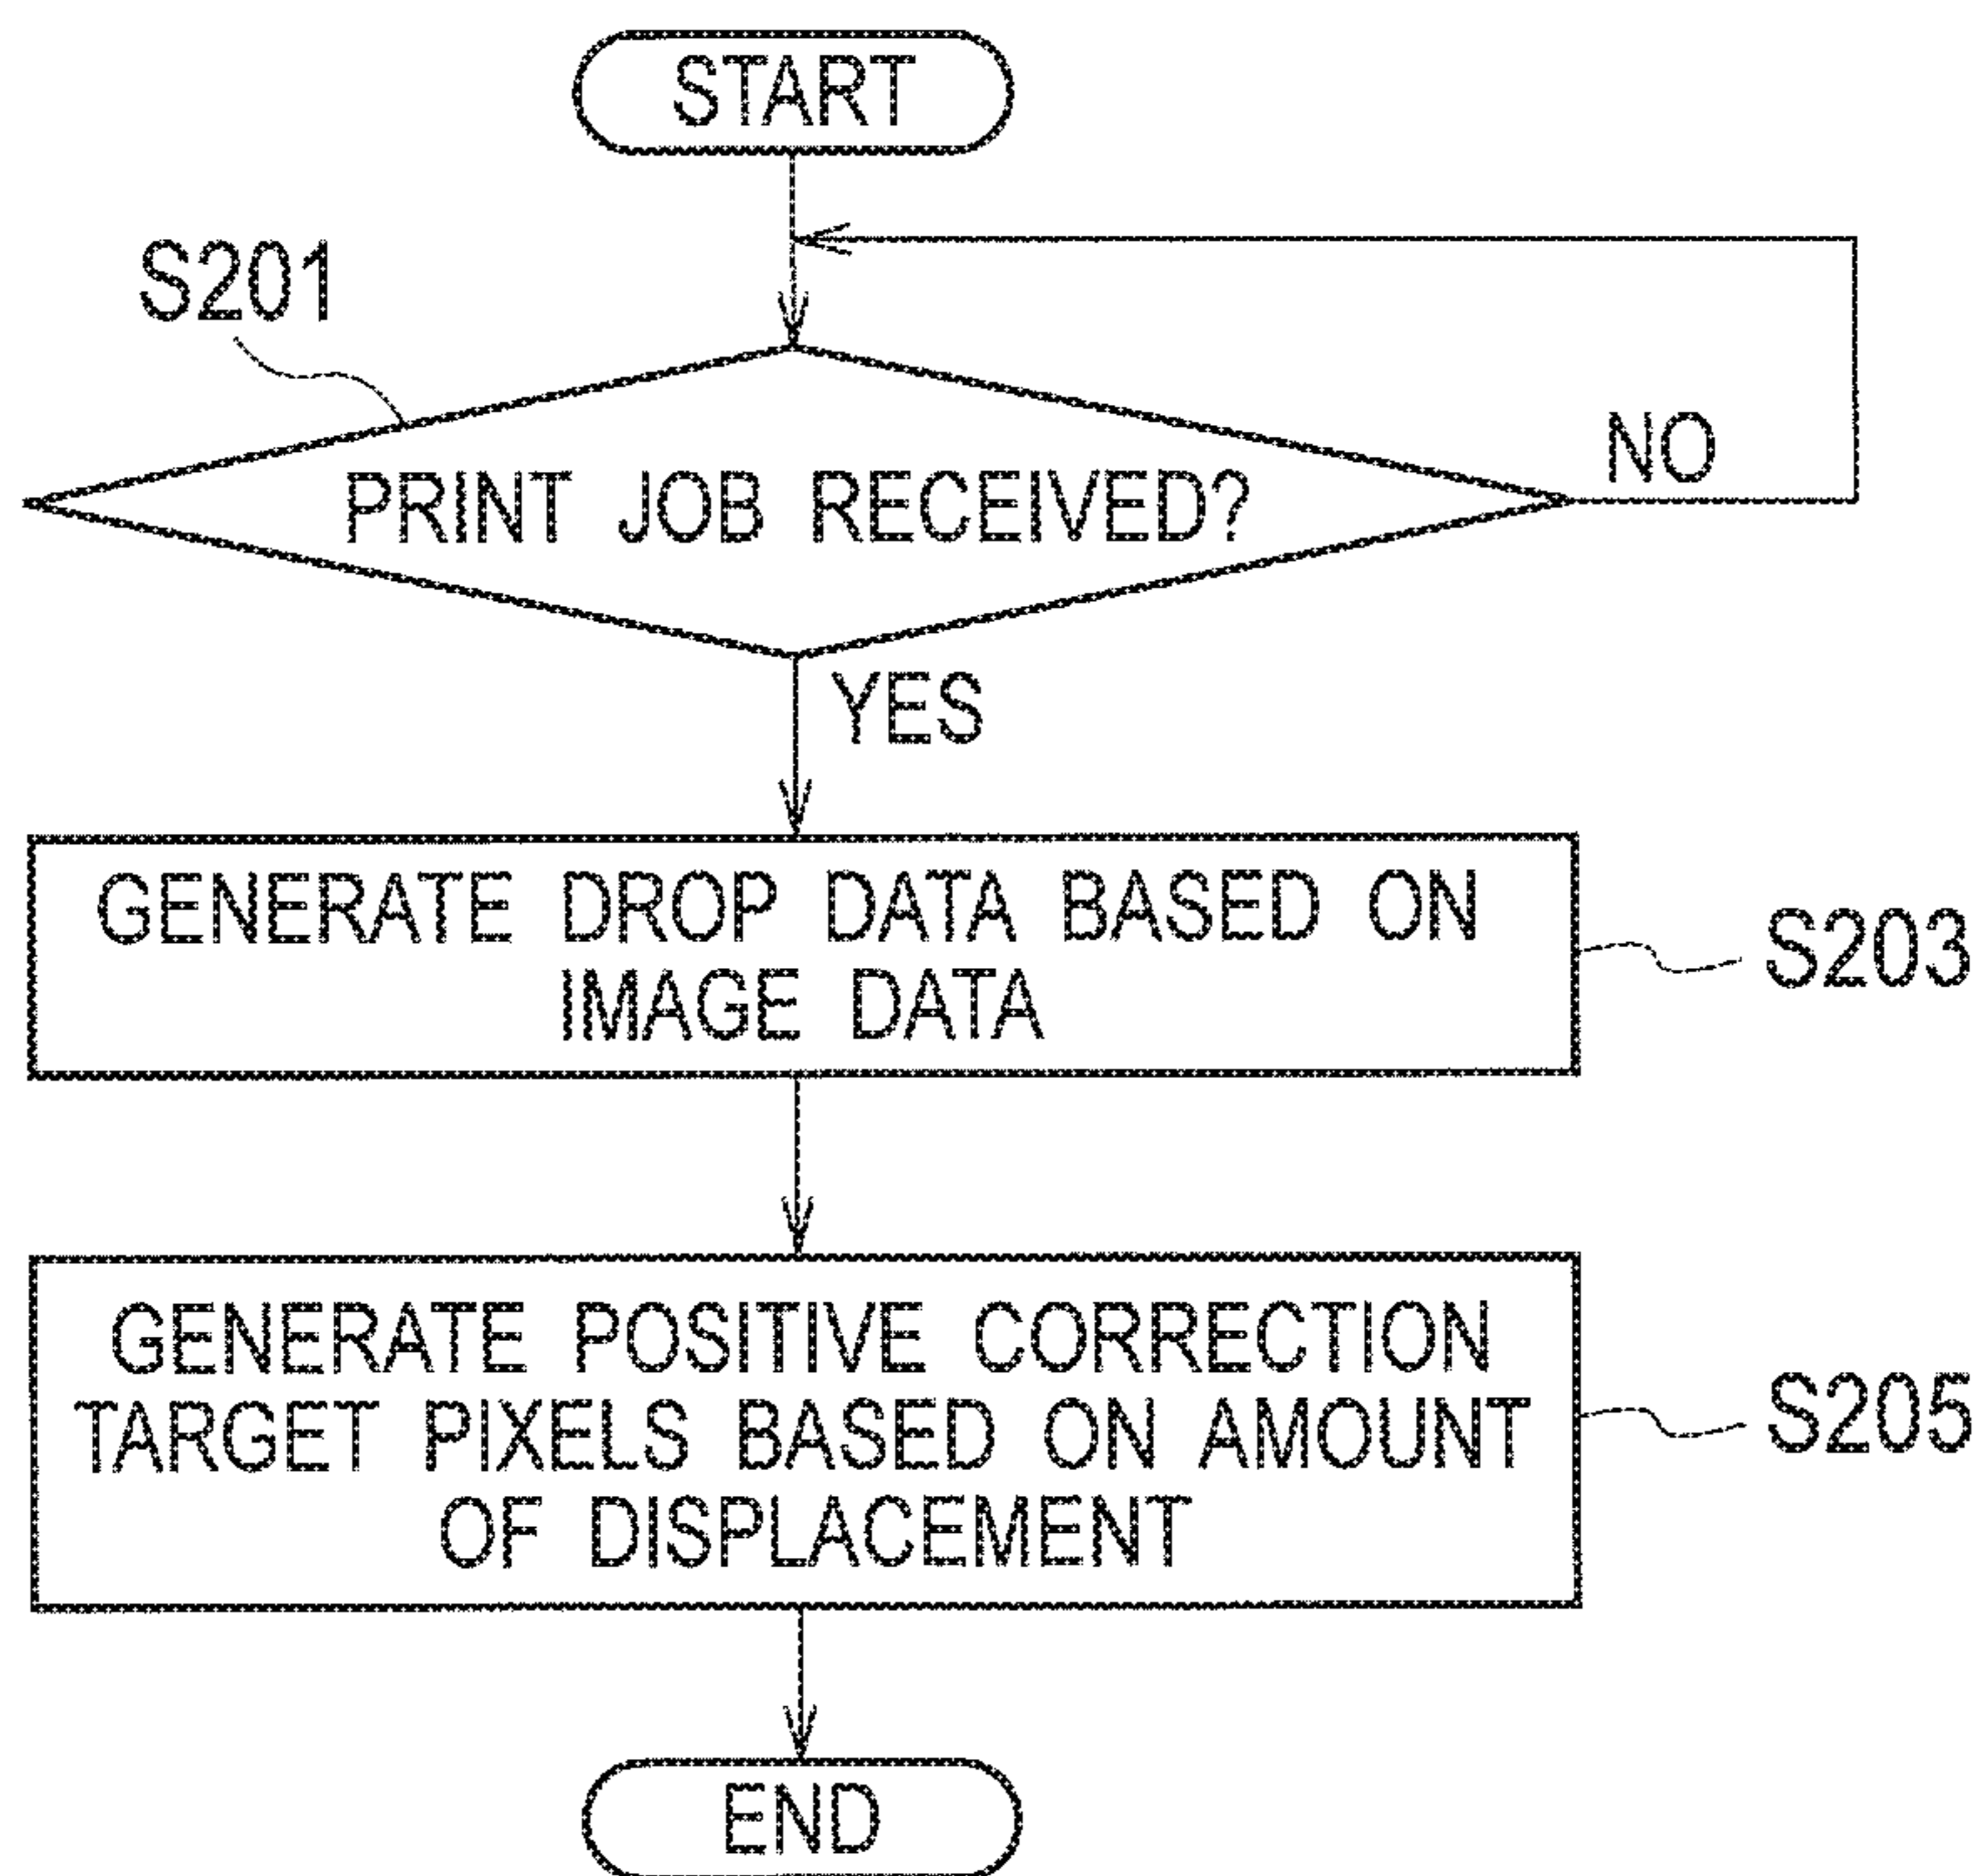 START
S201
NO
PRINT JOB RECEIVED?
YES
GENERATE DROP DATA BASED ON
IMAGE DATA
S203
GENERATE POSITIVE CORRECTION
TARGET PIXELS BASED ON AMOUNT
OF DISPLACEMENT
S205
END